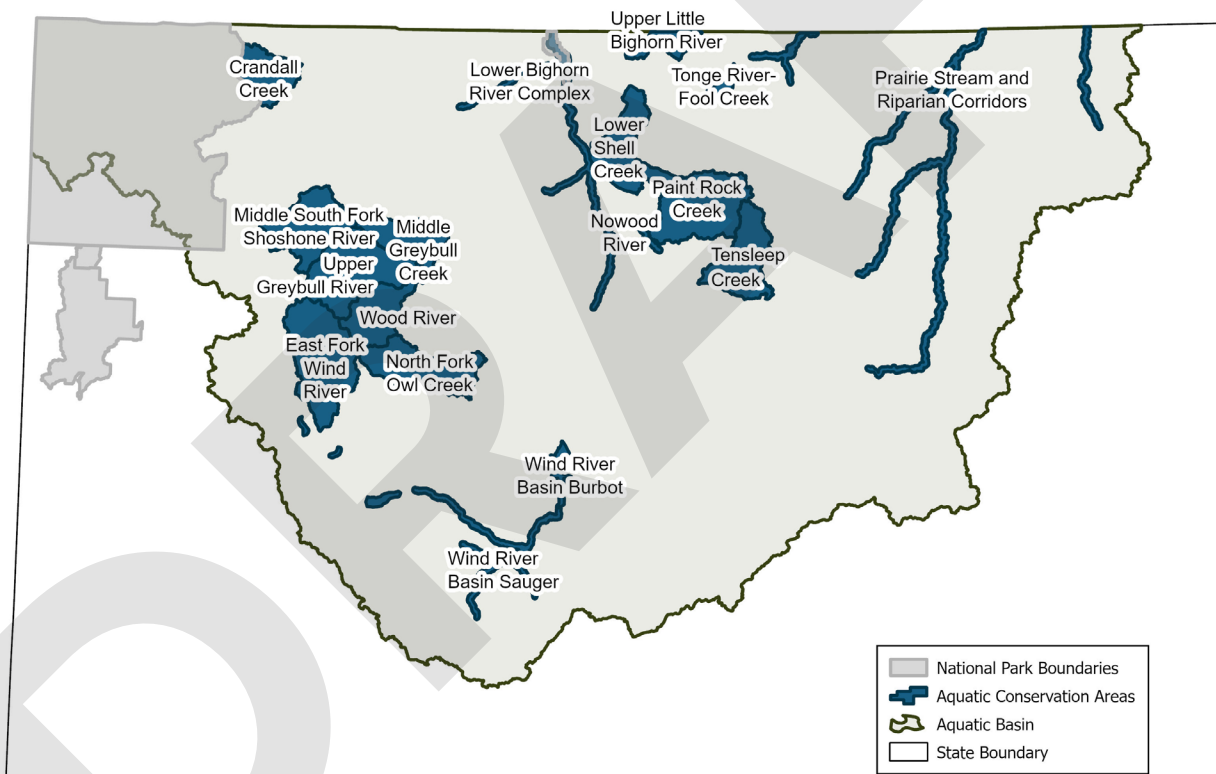 Upper Little
Bighorn River
Crandall
Creek
Lower Bighorn
River Complex
Tonge River-
Fool Creek
Prairie Stream and
Riparian Corridors
Lower
Shell
Creek
Paint Rock
Creek
Nowood
River
Tensleep
Creek
Middle South Fork
Shoshone River
Middle
Greybull
Creek
Upper
Greybull River
Wood River
East Fork
Wind
River
North Fork
Owl Creek
Wind River
Basin Burbot
Wind River
Basin Sauger
National Park Boundaries
Aquatic Conservation Areas
Aquatic Basin
State Boundary
DRA